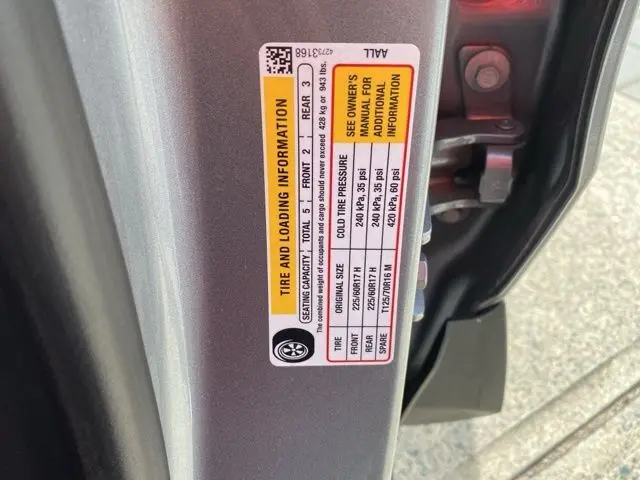 42753168
AALL
TIRE AND LOADING INFORMATION
SEATING CAPACITY TOTAL 5 FRONT 2 REAR 3
The combined weight of occupants and cargo should never exceed 428 kg or 943 lbs.
TIRE ORIGINAL SIZE COLD TIRE PRESSURE
FRONT 225/60R17 H 240 kPa, 35 psi
REAR 225/60R17 H 240 kPa, 35 psi
SPARE T125/70R16 M 420 kPa, 60 psi
SEE OWNER'S
MANUAL FOR
ADDITIONAL
INFORMATION